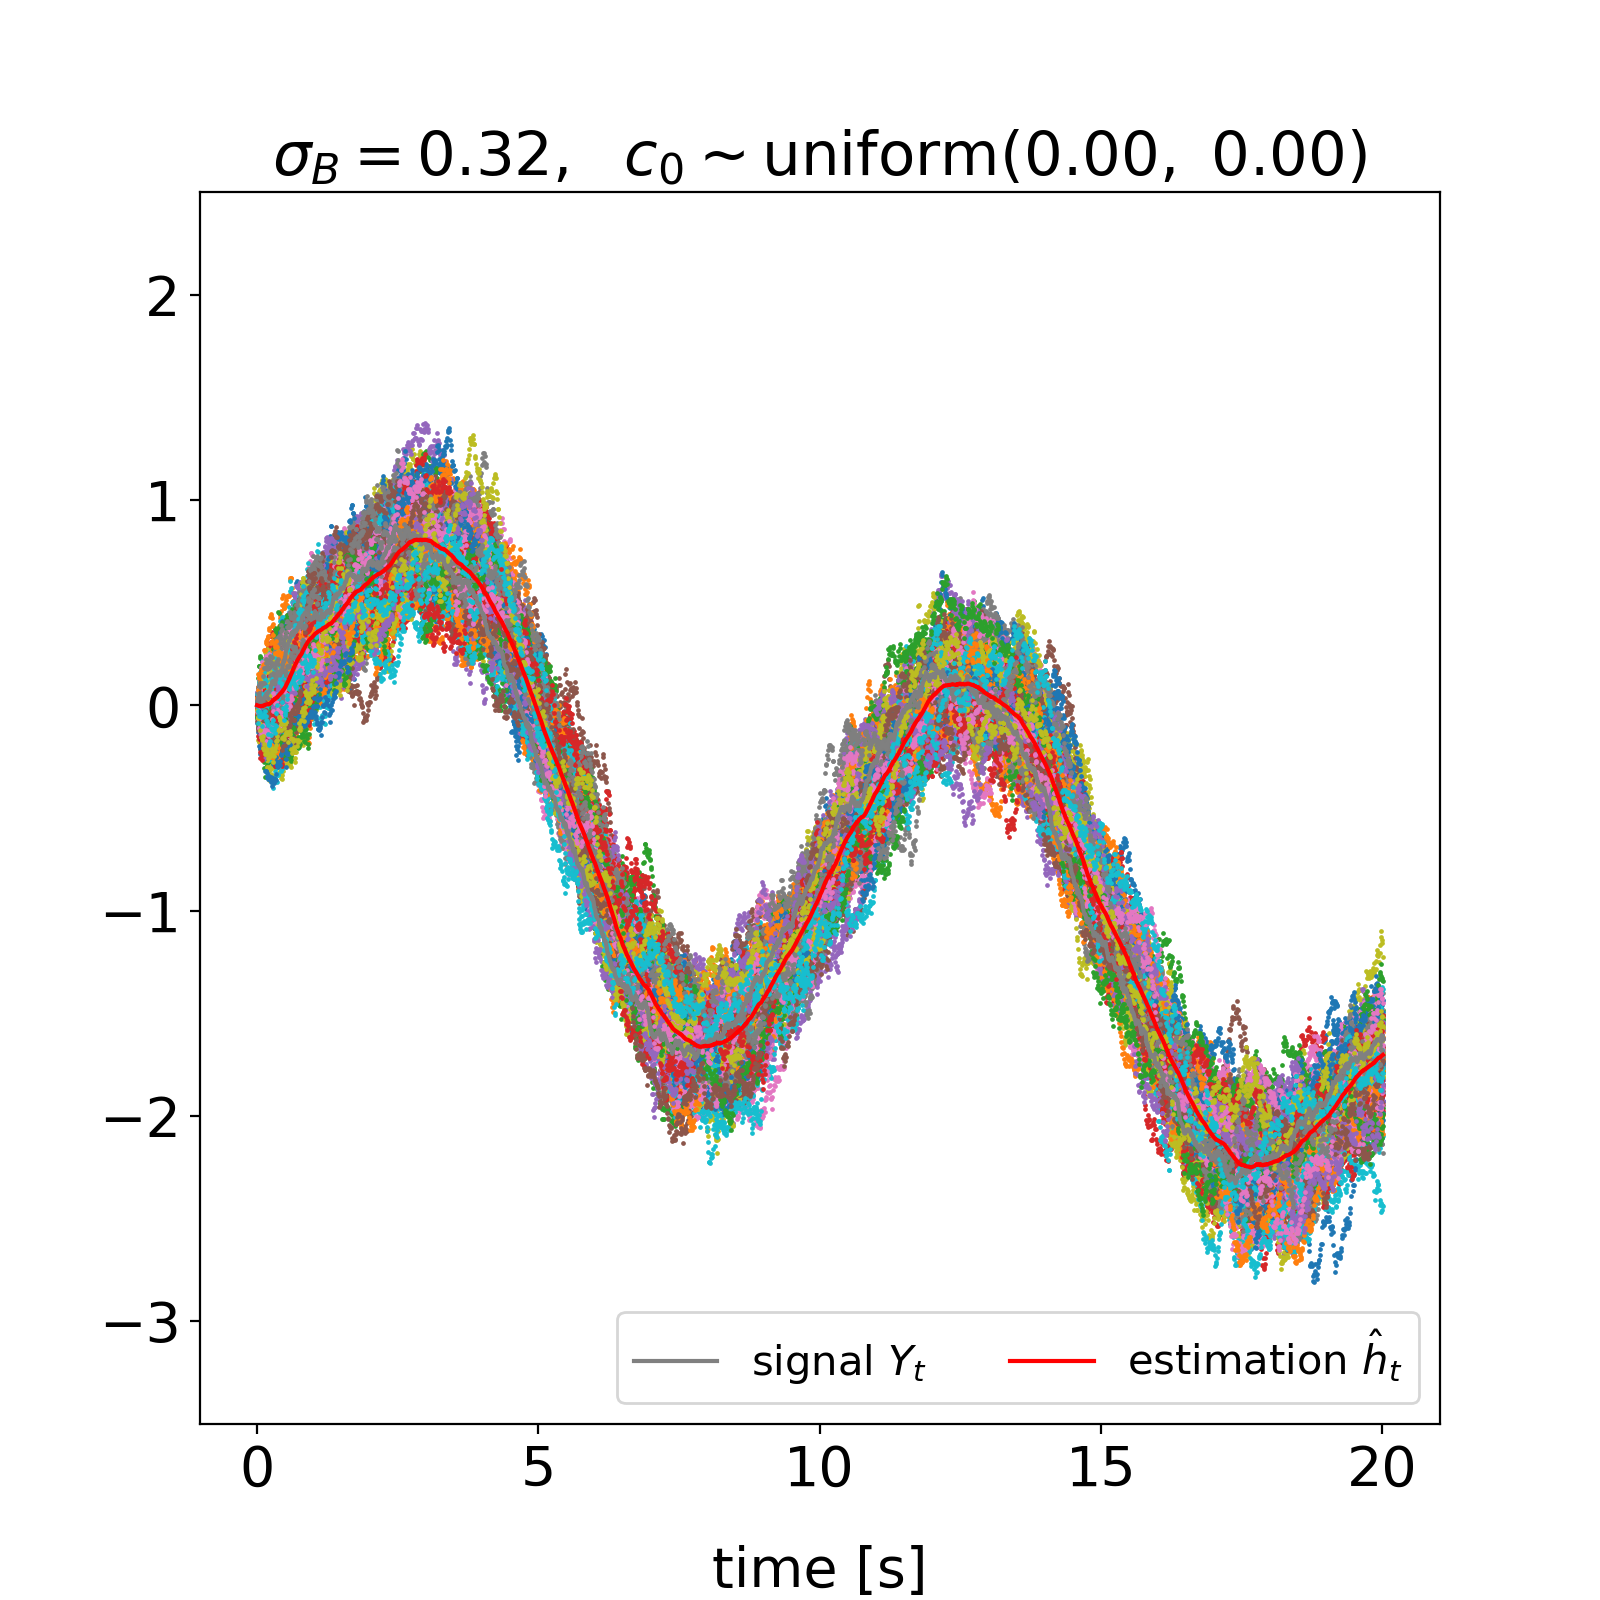 σ_B = 0.32,   c_0 ~ uniform(0.00, 0.00)
2
1
0
−1
−2
−3
signal Y_t   estimation ĥ_t
0 5 10 15 20
time [s]